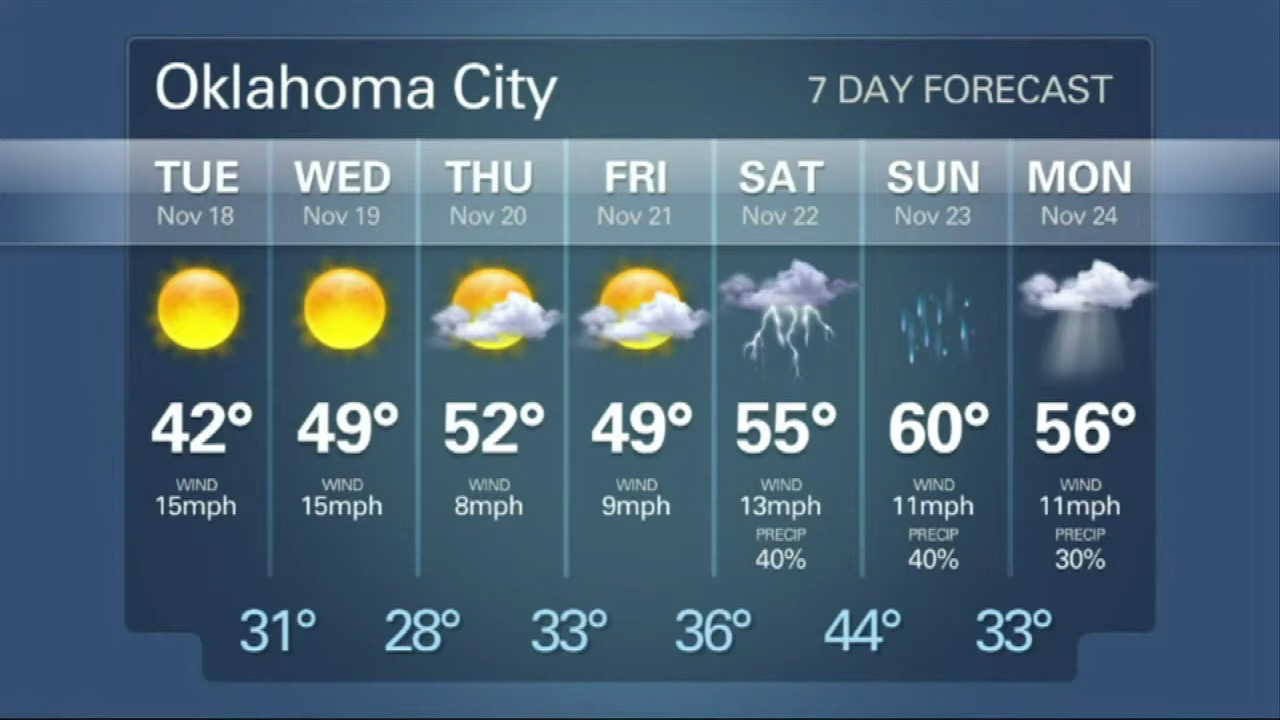 Oklahoma City
7 DAY FORECAST
TUE WED THU FRI SAT SUN MON
Nov 18 Nov 19 Nov 20 Nov 21 Nov 22 Nov 23 Nov 24
42° 49° 52° 49° 55° 60° 56°
WIND WIND WIND WIND WIND WIND WIND
15mph 15mph 8mph 9mph 13mph 11mph 11mph
PRECIP PRECIP PRECIP
40% 40% 30%
31° 28° 33° 36° 44° 33°